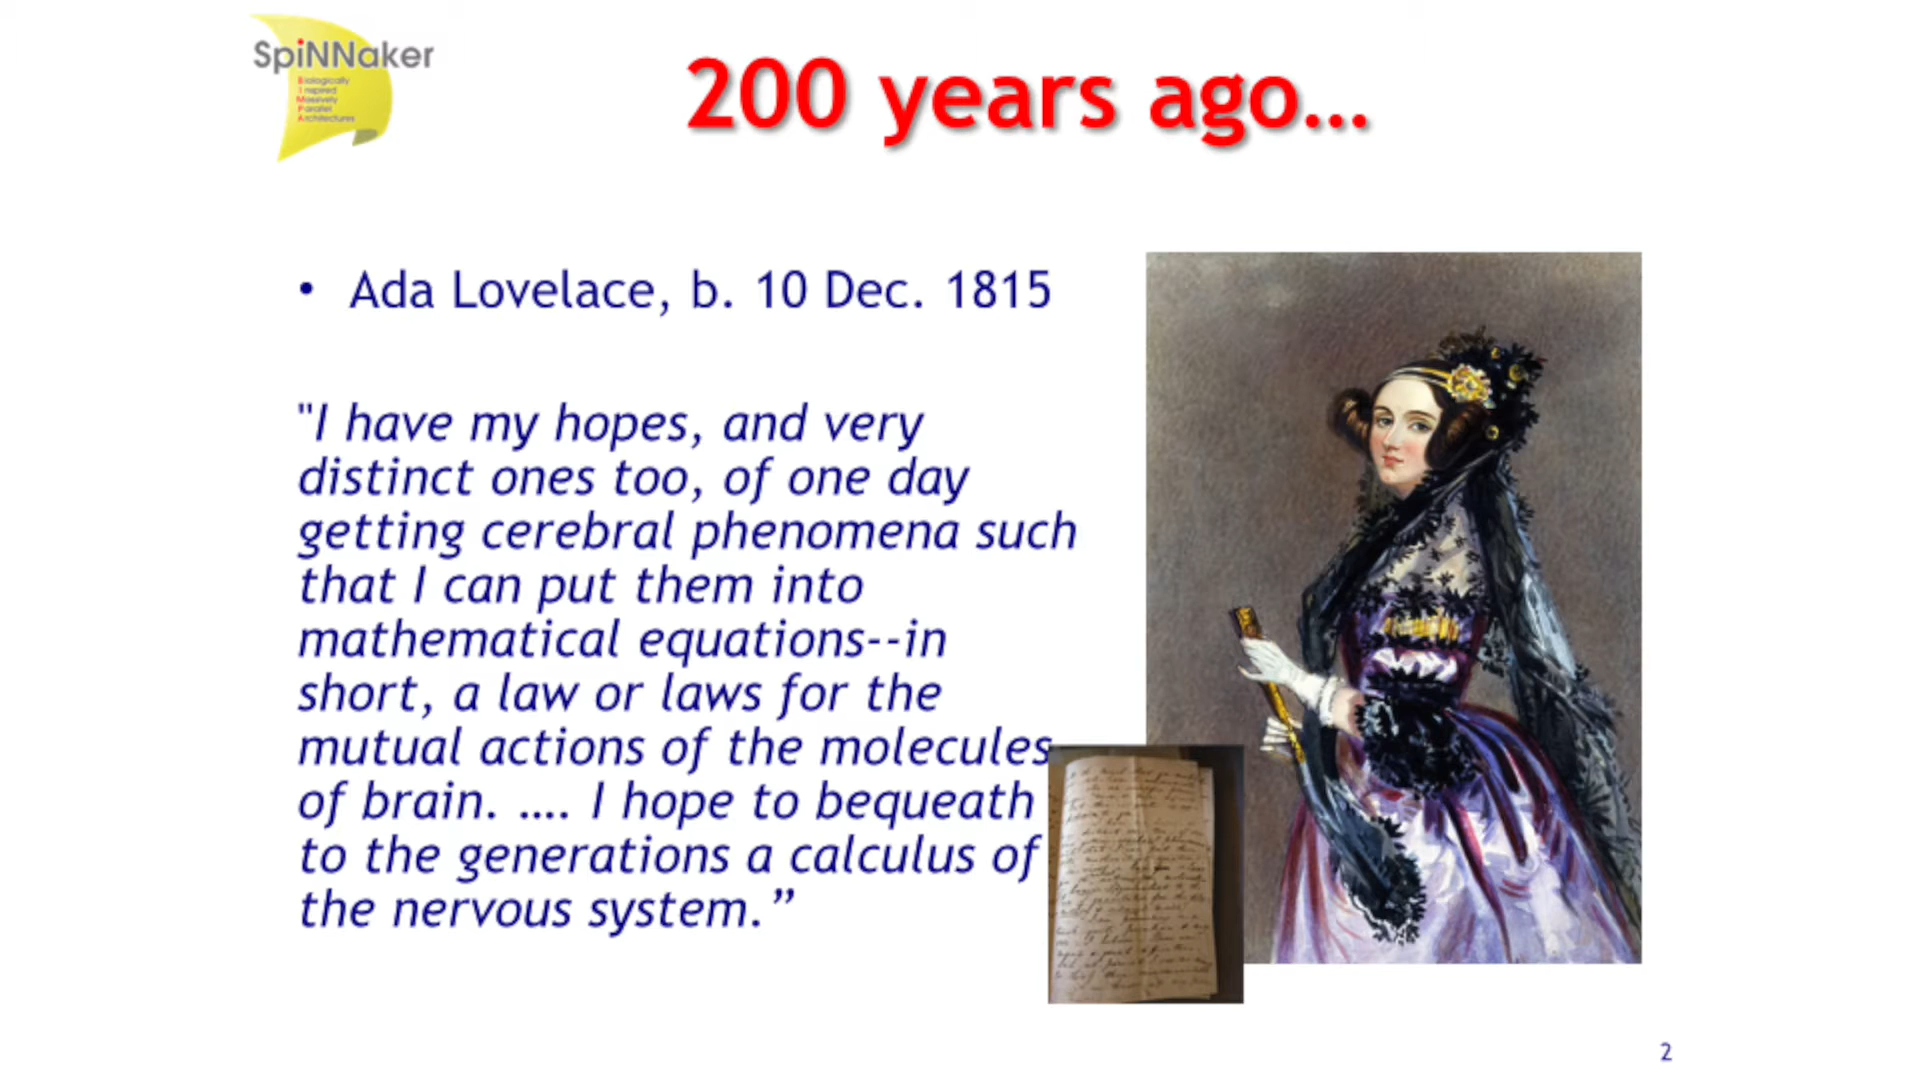 SpiNNaker
Biologically
Inspired
Massively
Parallel
Architectures
200 years ago…
• Ada Lovelace, b. 10 Dec. 1815
"I have my hopes, and very
distinct ones too, of one day
getting cerebral phenomena such
that I can put them into
mathematical equations--in
short, a law or laws for the
mutual actions of the molecules
of brain. …. I hope to bequeath
to the generations a calculus of
the nervous system.”
2